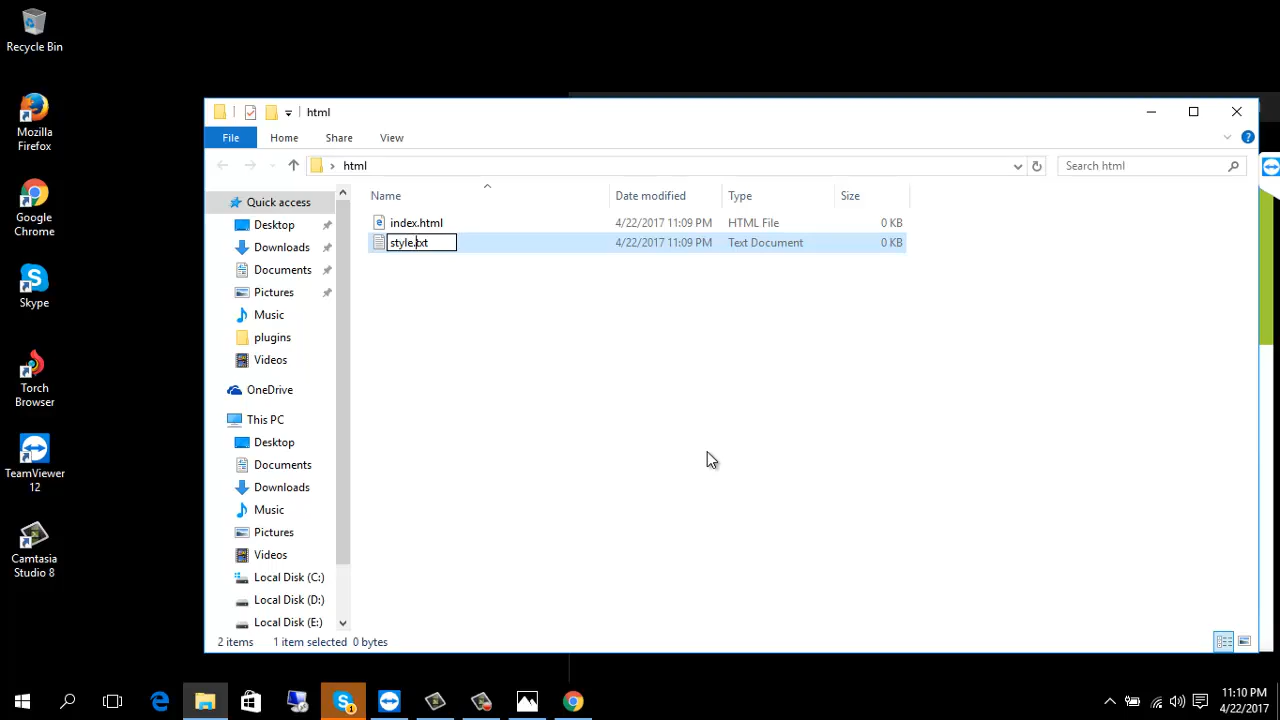 Recycle Bin
Mozilla
Firefox
Google
Chrome
Skype
Torch
Browser
TeamViewer
12
Camtasia
Studio 8
html
File Home Share View
html
Search html
Name Date modified Type Size
index.html 4/22/2017 11:09 PM HTML File 0 KB
style.txt 4/22/2017 11:09 PM Text Document 0 KB
Quick access
Desktop
Downloads
Documents
Pictures
Music
plugins
Videos
OneDrive
This PC
Desktop
Documents
Downloads
Music
Pictures
Videos
Local Disk (C:)
Local Disk (D:)
Local Disk (E:)
2 items 1 item selected 0 bytes
1
11:10 PM
4/22/2017